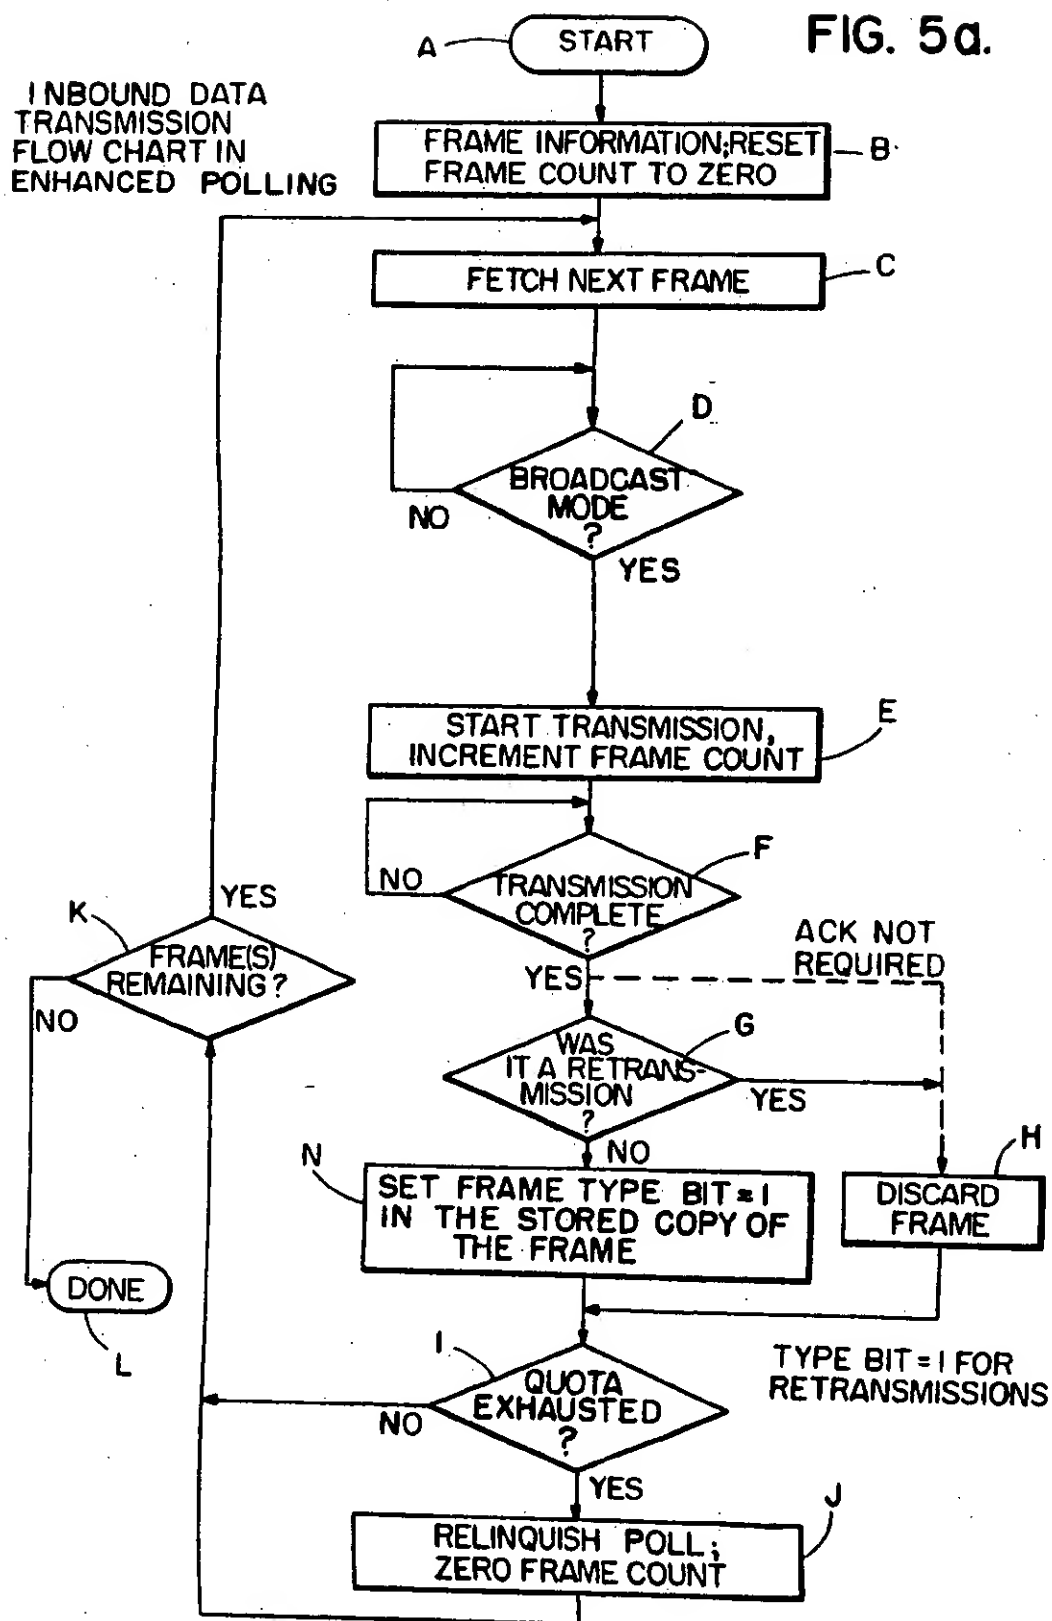 FIG. 5a.
A
START
INBOUND DATA
TRANSMISSION
FLOW CHART IN
ENHANCED POLLING
FRAME INFORMATION;RESET
FRAME COUNT TO ZERO
B
FETCH NEXT FRAME
C
D
BROADCAST
MODE
?
NO
YES
START TRANSMISSION,
INCREMENT FRAME COUNT
E
F
NO
TRANSMISSION
COMPLETE
?
YES
ACK NOT
REQUIRED
K
YES
FRAME(S)
REMAINING?
NO
G
WAS
IT A RETRANS-
MISSION
?
YES
NO
N
SET FRAME TYPE BIT=1
IN THE STORED COPY OF
THE FRAME
H
DISCARD
FRAME
DONE
L
I
QUOTA
EXHAUSTED
?
NO
YES
TYPE BIT=1 FOR
RETRANSMISSIONS
J
RELINQUISH POLL;
ZERO FRAME COUNT